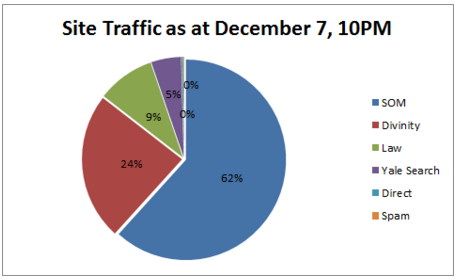 Site Traffic as at December 7, 10PM
0%
5%
0%
9%
24%
62%
SOM
Divinity
Law
Yale Search
Direct
Spam